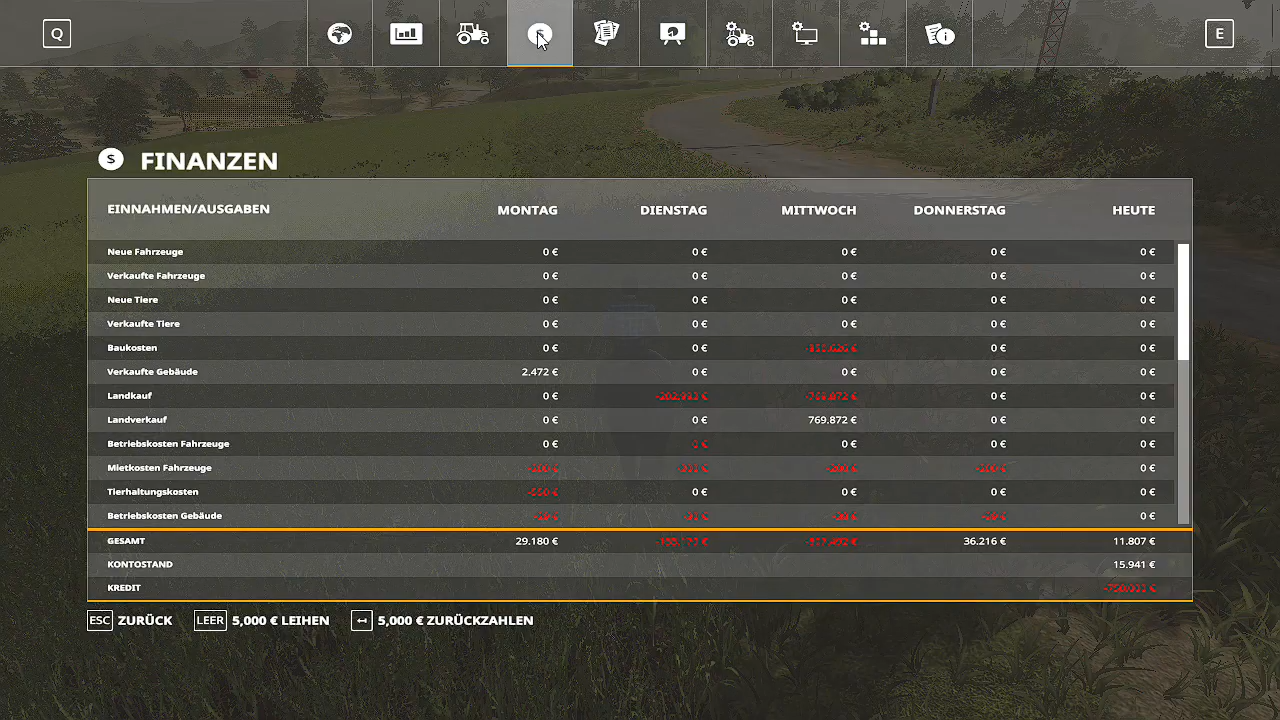 Q
E
S FINANZEN
EINNAHMEN/AUSGABEN MONTAG DIENSTAG MITTWOCH DONNERSTAG HEUTE
Neue Fahrzeuge 0 € 0 € 0 € 0 € 0 €
Verkaufte Fahrzeuge 0 € 0 € 0 € 0 € 0 €
Neue Tiere 0 € 0 € 0 € 0 € 0 €
Verkaufte Tiere 0 € 0 € 0 € 0 € 0 €
Baukosten 0 € 0 € 0 € 0 €
Verkaufte Gebäude 2.472 € 0 € 0 € 0 € 0 €
Landkauf 0 € -769.872 € 0 € 0 €
Landverkauf 0 € 0 € 769.872 € 0 € 0 €
Betriebskosten Fahrzeuge 0 € 0 € 0 € 0 € 0 €
Mietkosten Fahrzeuge 0 €
Tierhaltungskosten 0 € 0 € 0 € 0 €
Betriebskosten Gebäude 0 €
GESAMT 29.180 € 36.216 € 11.807 €
KONTOSTAND 15.941 €
KREDIT
ESC ZURÜCK LEER 5,000 € LEIHEN ↔ 5,000 € ZURÜCKZAHLEN